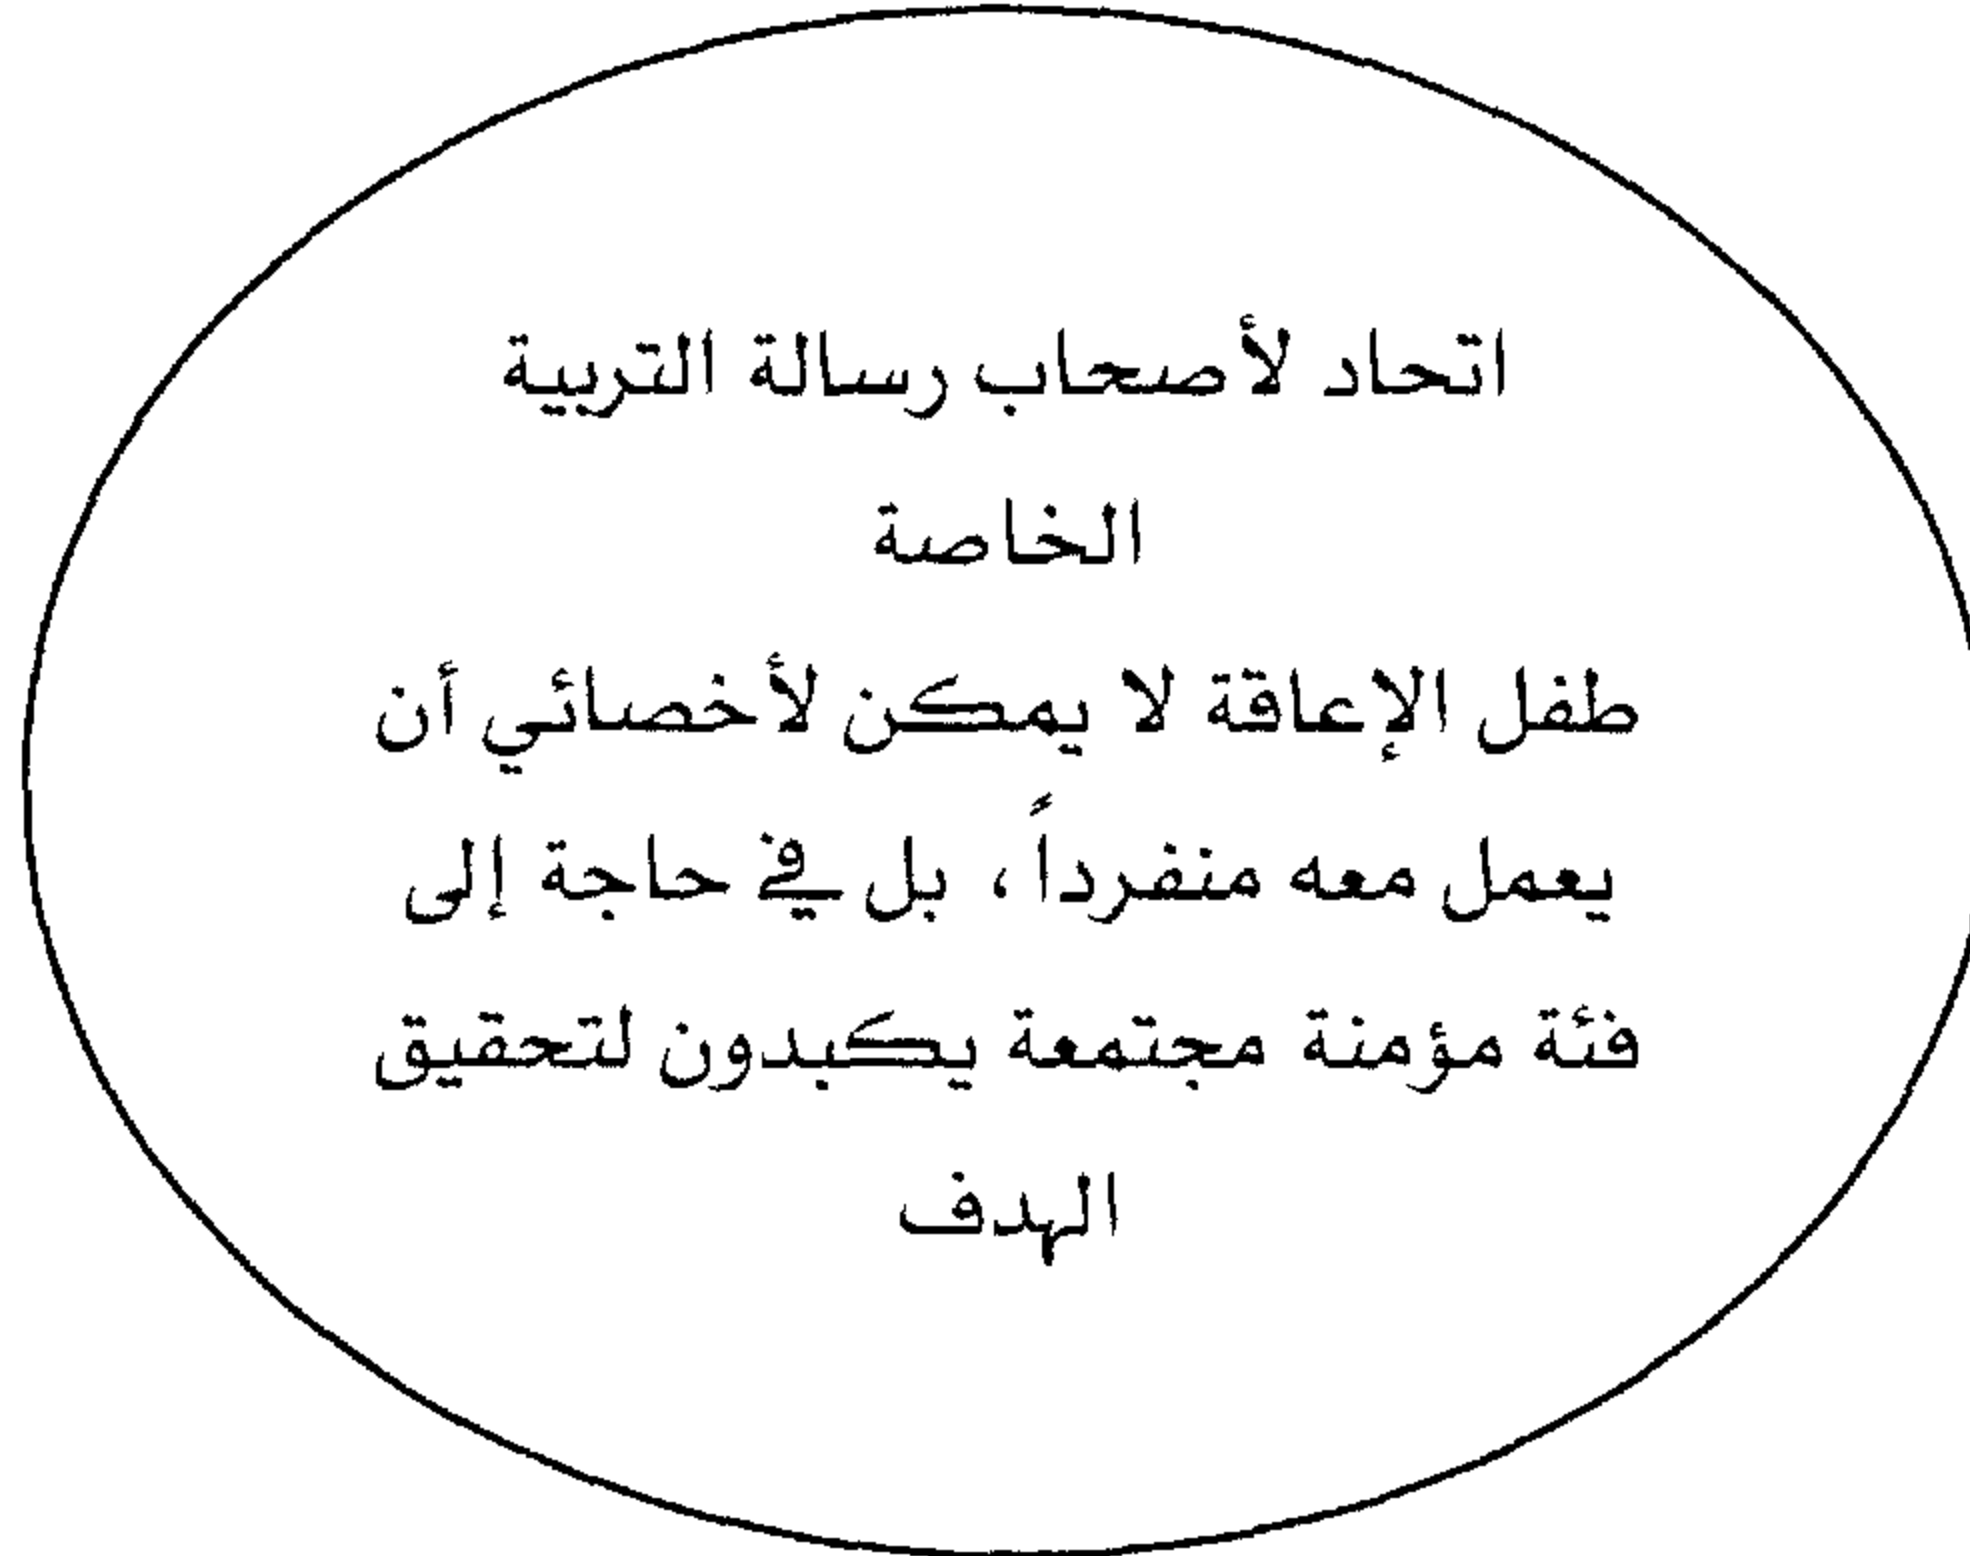 اتحاد لأصحاب رسالة التربية
الخاصة
طفل الإعاقة لا يمكن لأخصائي أن
يعمل معه منفرداً، بل في حاجة إلى
فئة مؤمنة مجتمعة يكبدون لتحقيق
الهدف